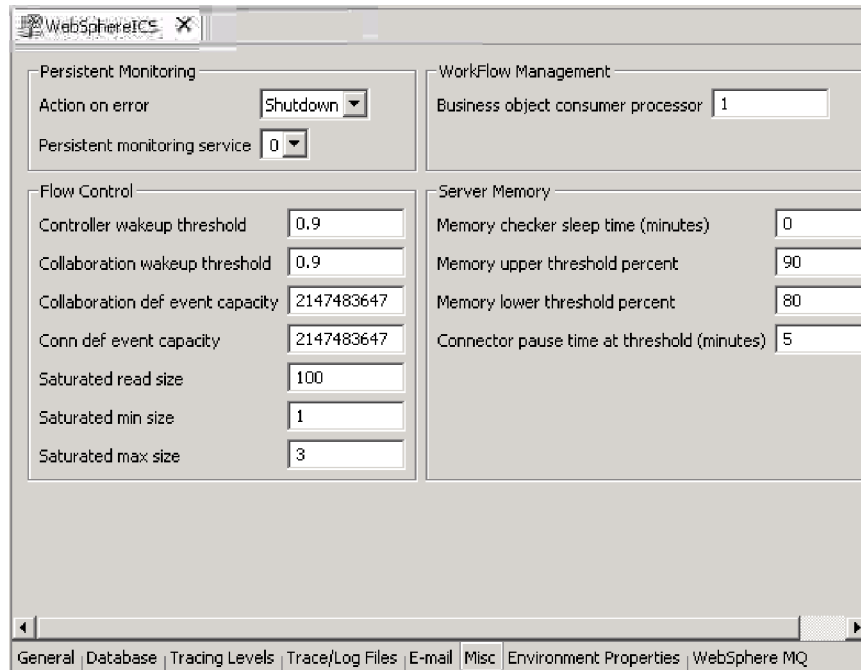 WebSphereICS
Persistent Monitoring
Action on error Shutdown
Persistent monitoring service 0
WorkFlow Management
Business object consumer processor 1
Flow Control
Controller wakeup threshold 0.9
Collaboration wakeup threshold 0.9
Collaboration def event capacity 2147483647
Conn def event capacity 2147483647
Saturated read size 100
Saturated min size 1
Saturated max size 3
Server Memory
Memory checker sleep time (minutes) 0
Memory upper threshold percent 90
Memory lower threshold percent 80
Connector pause time at threshold (minutes) 5
General Database Tracing Levels Trace/Log Files E-mail Misc Environment Properties WebSphere MQ